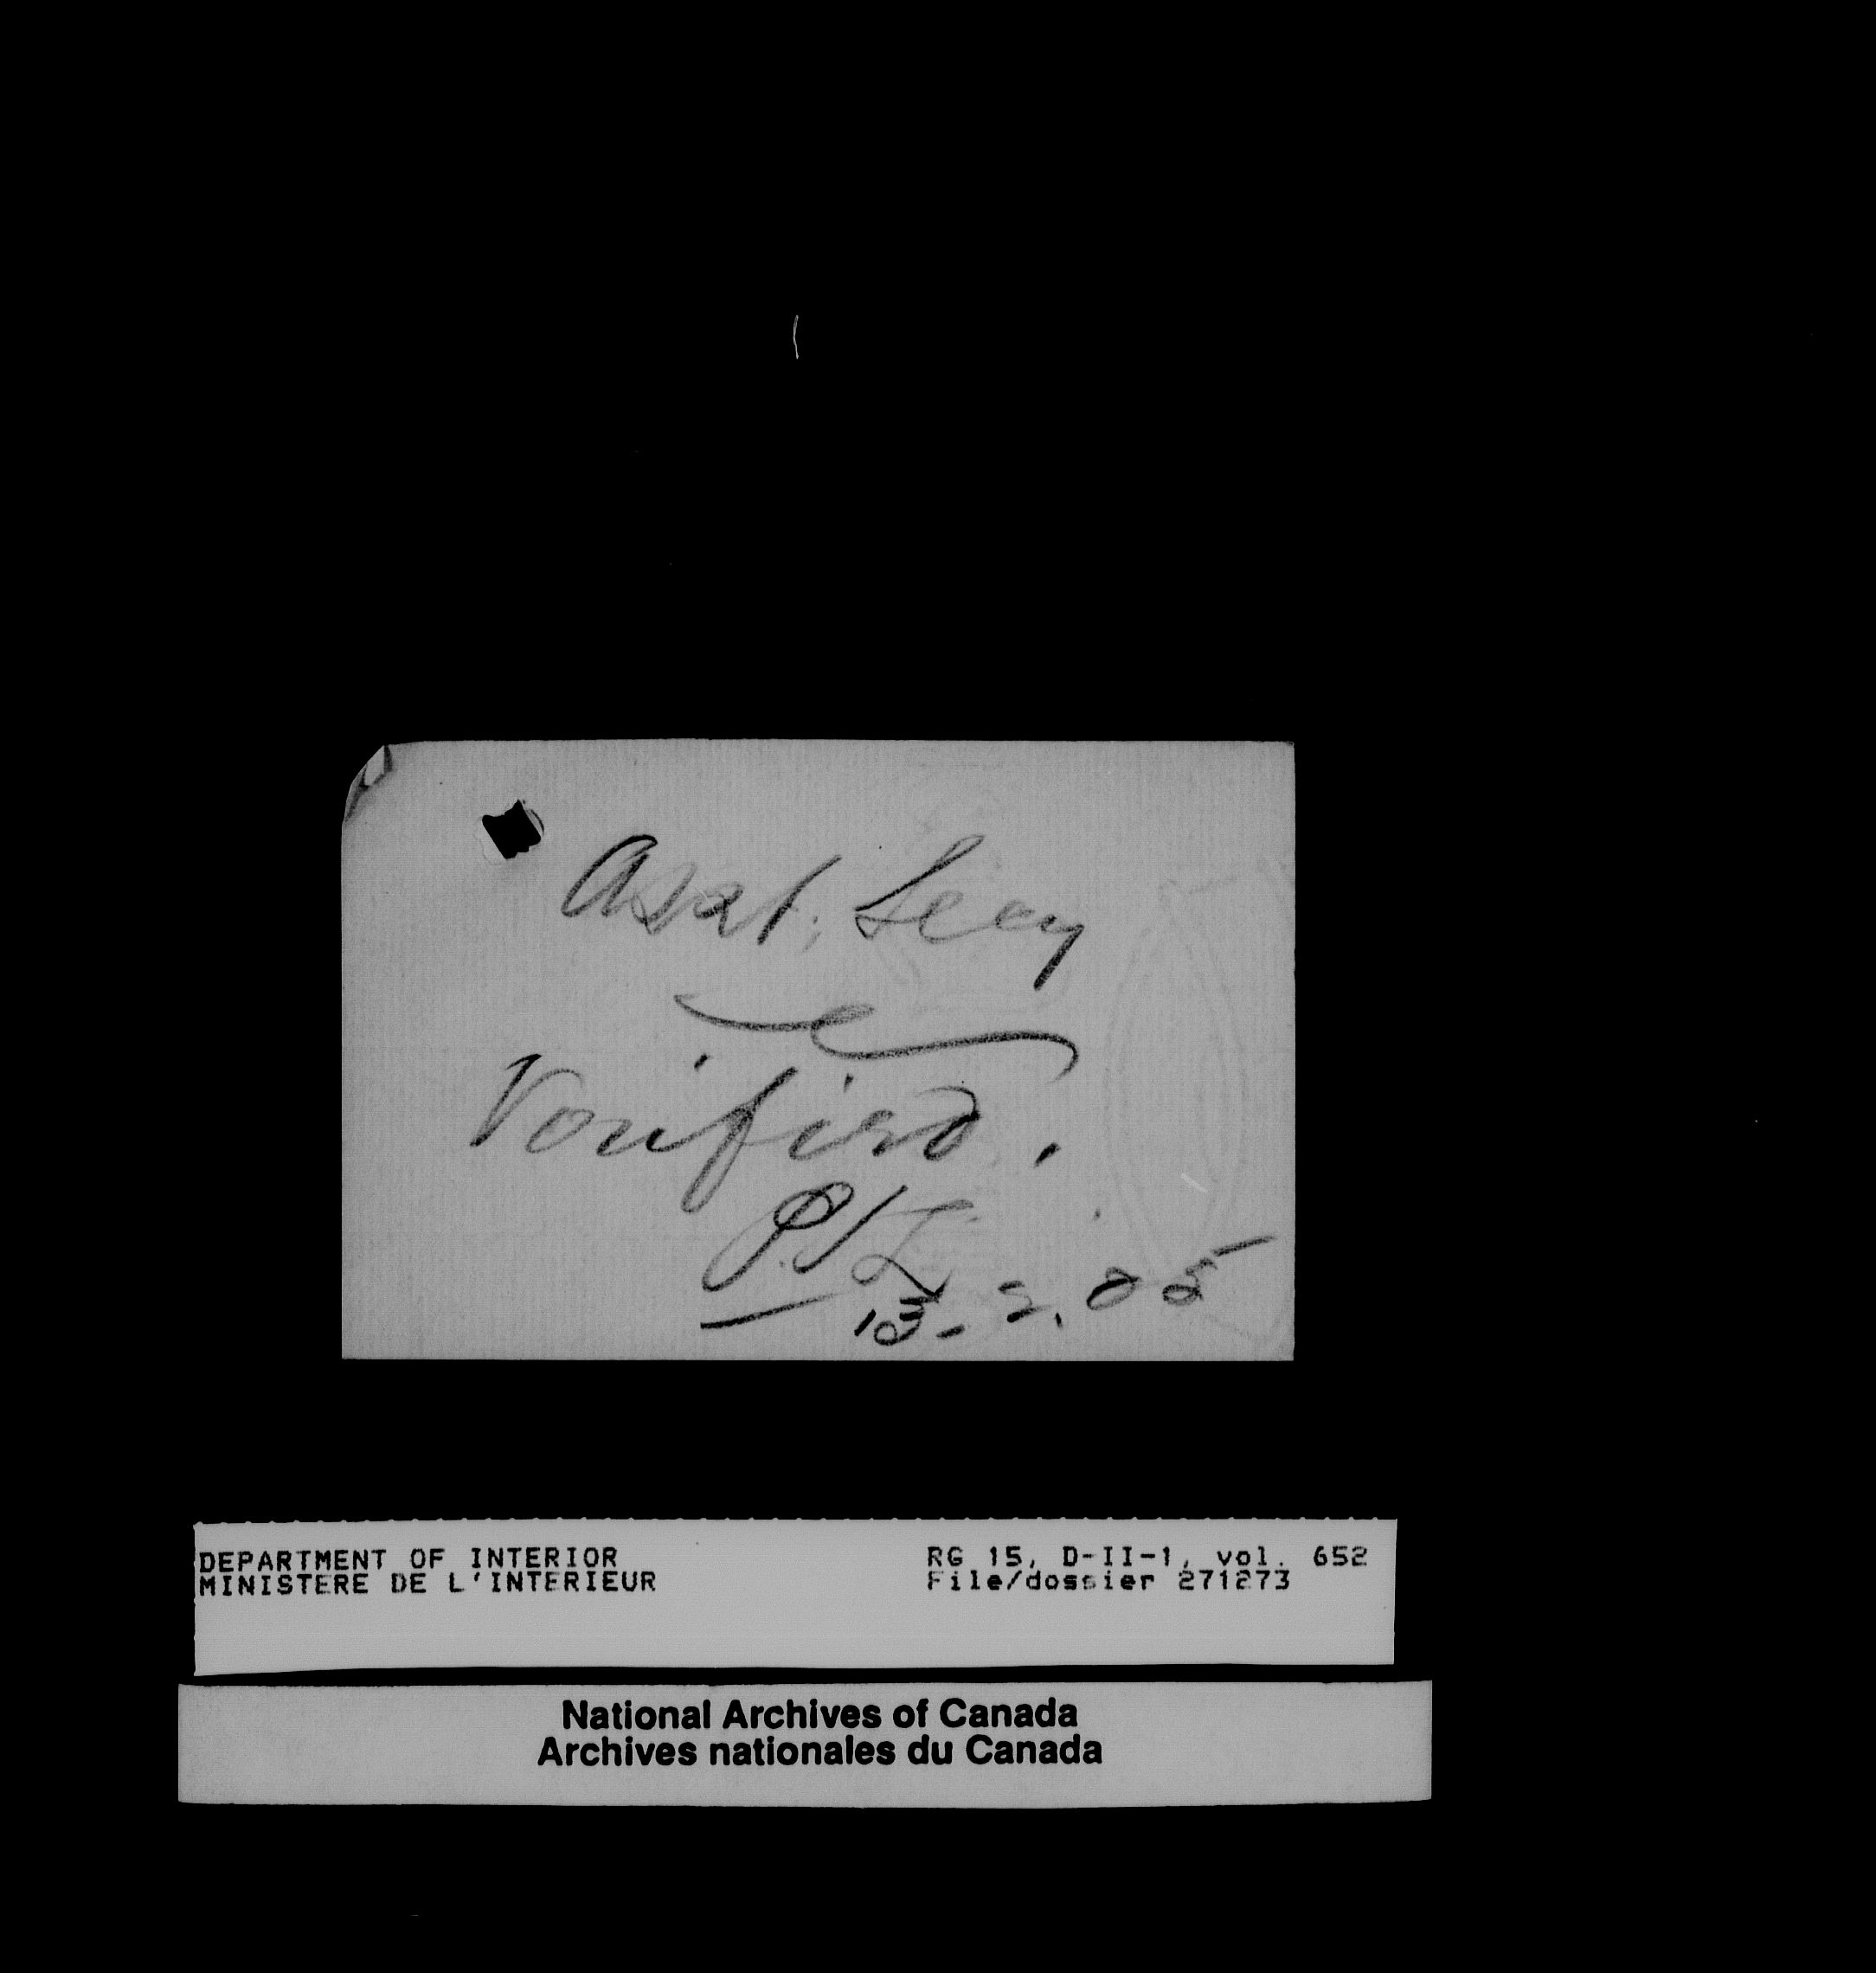 Asst. Secy
Verified.
P.K.
13-2.05
DEPARTMENT OF INTERIOR RG 15, D-II-1, vol. 652
MINISTERE DE L'INTERIEUR File/dossier 271273
National Archives of Canada
Archives nationales du Canada